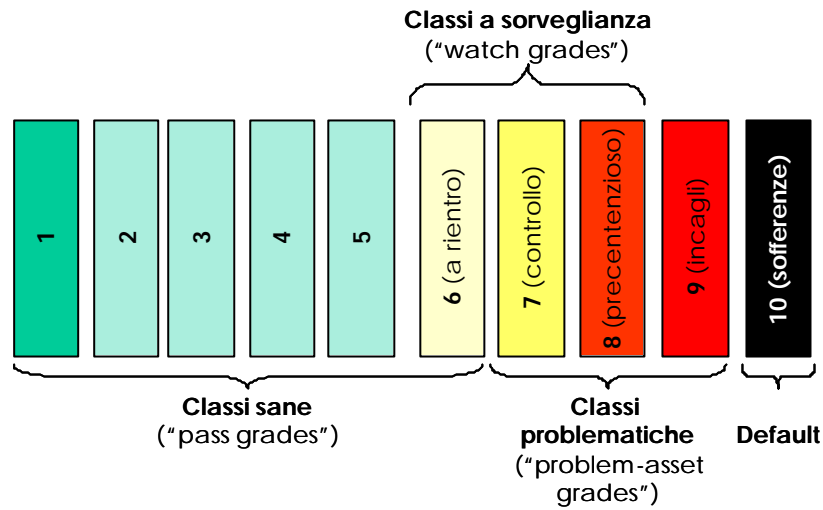 Classi a sorveglianza
("watch grades")
1
2
3
4
5
6 (a rientro)
7 (controllo)
8 (precentenzioso)
9 (incagli)
10 (sofferenze)
Classi sane
("pass grades")
Classi
problematiche
("problem-asset
grades")
Default